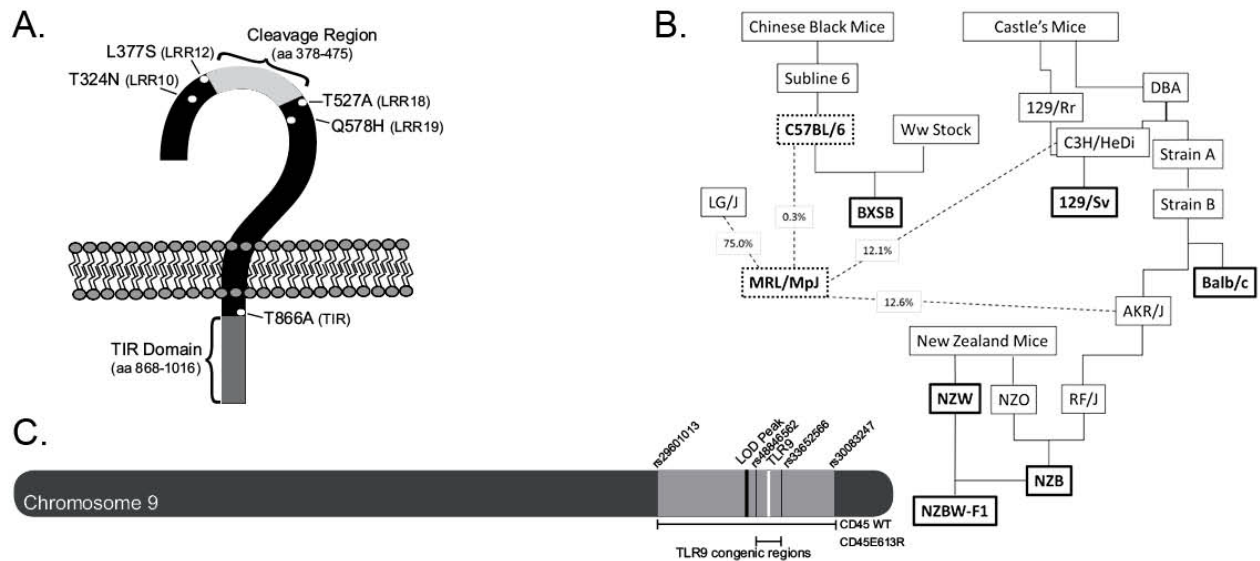 A.
Cleavage Region
(aa 378-475)
L377S (LRR12)
T324N (LRR10)
T527A (LRR18)
Q578H (LRR19)
T866A (TIR)
TIR Domain
(aa 868-1016)
B.
Chinese Black Mice
Castle's Mice
Subline 6
DBA
129/Rr
C57BL/6
Ww Stock
C3H/HeDi
Strain A
LG/J
BXSB
129/Sv
Strain B
0.3%
75.0%
12.1%
MRL/MpJ
Balb/c
12.6%
AKR/J
New Zealand Mice
NZW
NZO
RF/J
NZB
NZBW-F1
C.
rs29601013
LOD Peak
rs48846562
TLR9
rs33652566
rs30083247
Chromosome 9
CD45 WT
CD45E613R
TLR9 congenic regions